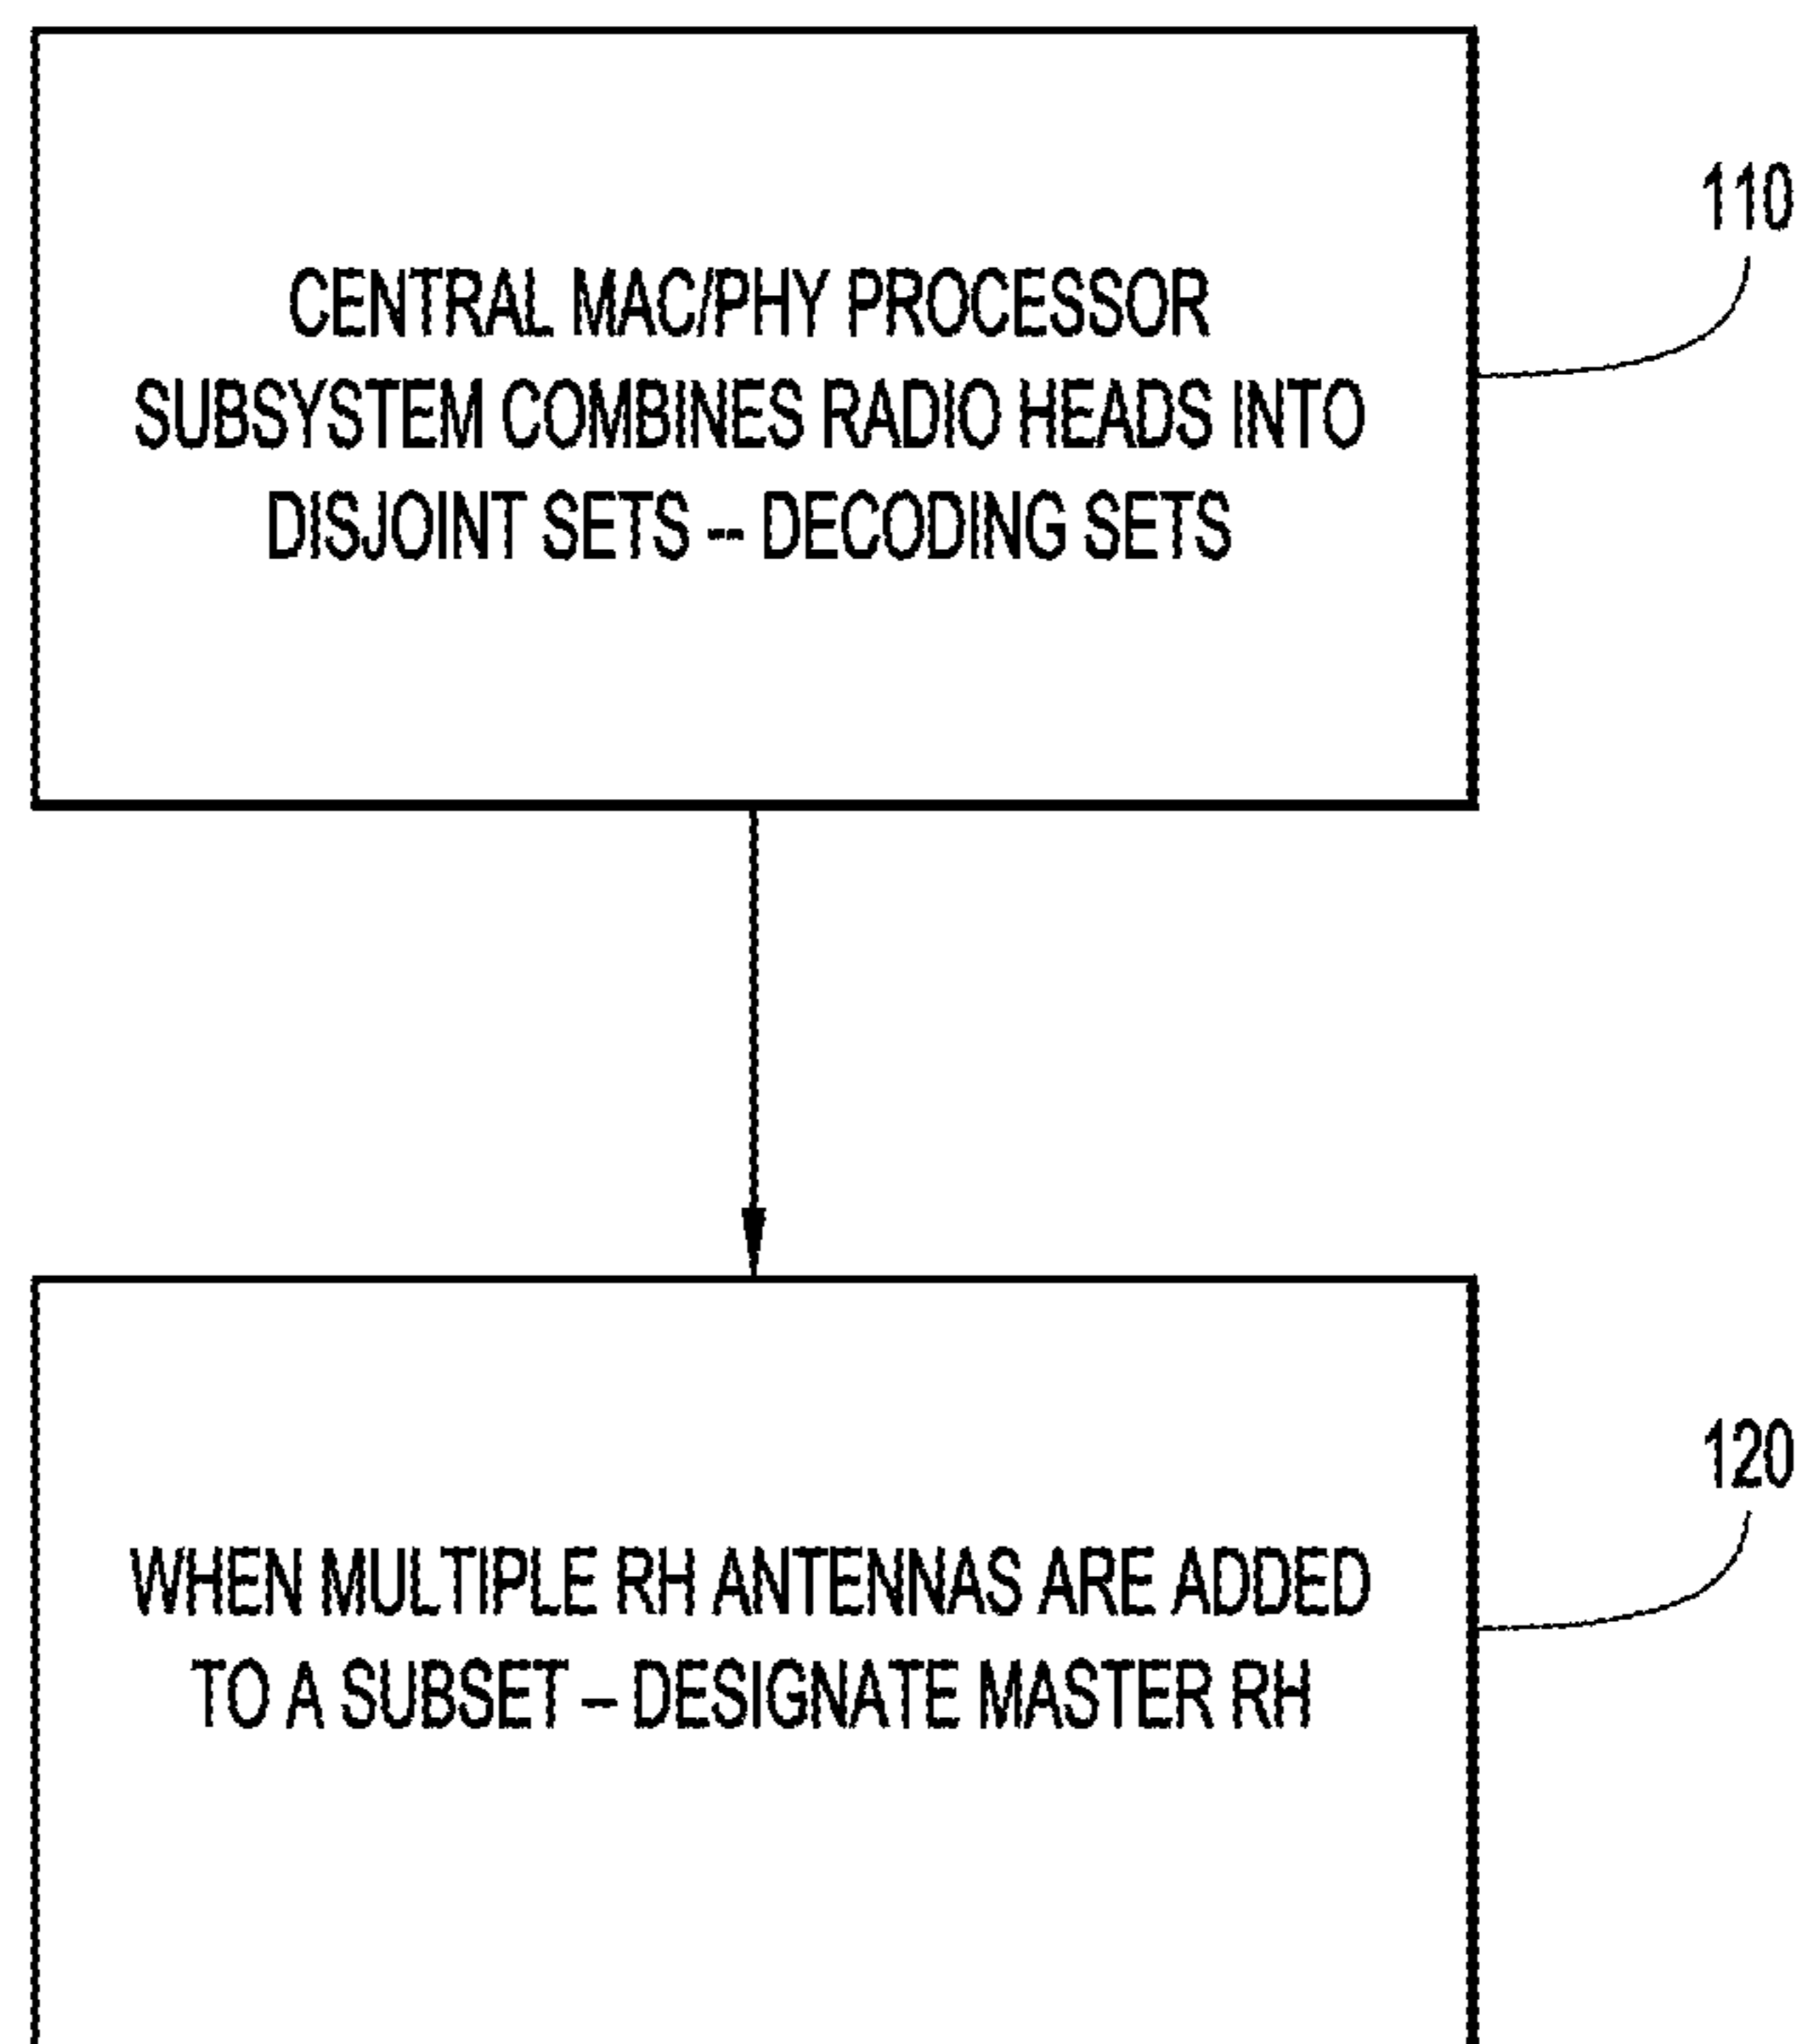 110
CENTRAL MAC/PHY PROCESSOR
SUBSYSTEM COMBINES RADIO HEADS INTO
DISJOINT SETS -- DECODING SETS
120
WHEN MULTIPLE RH ANTENNAS ARE ADDED
TO A SUBSET – DESIGNATE MASTER RH